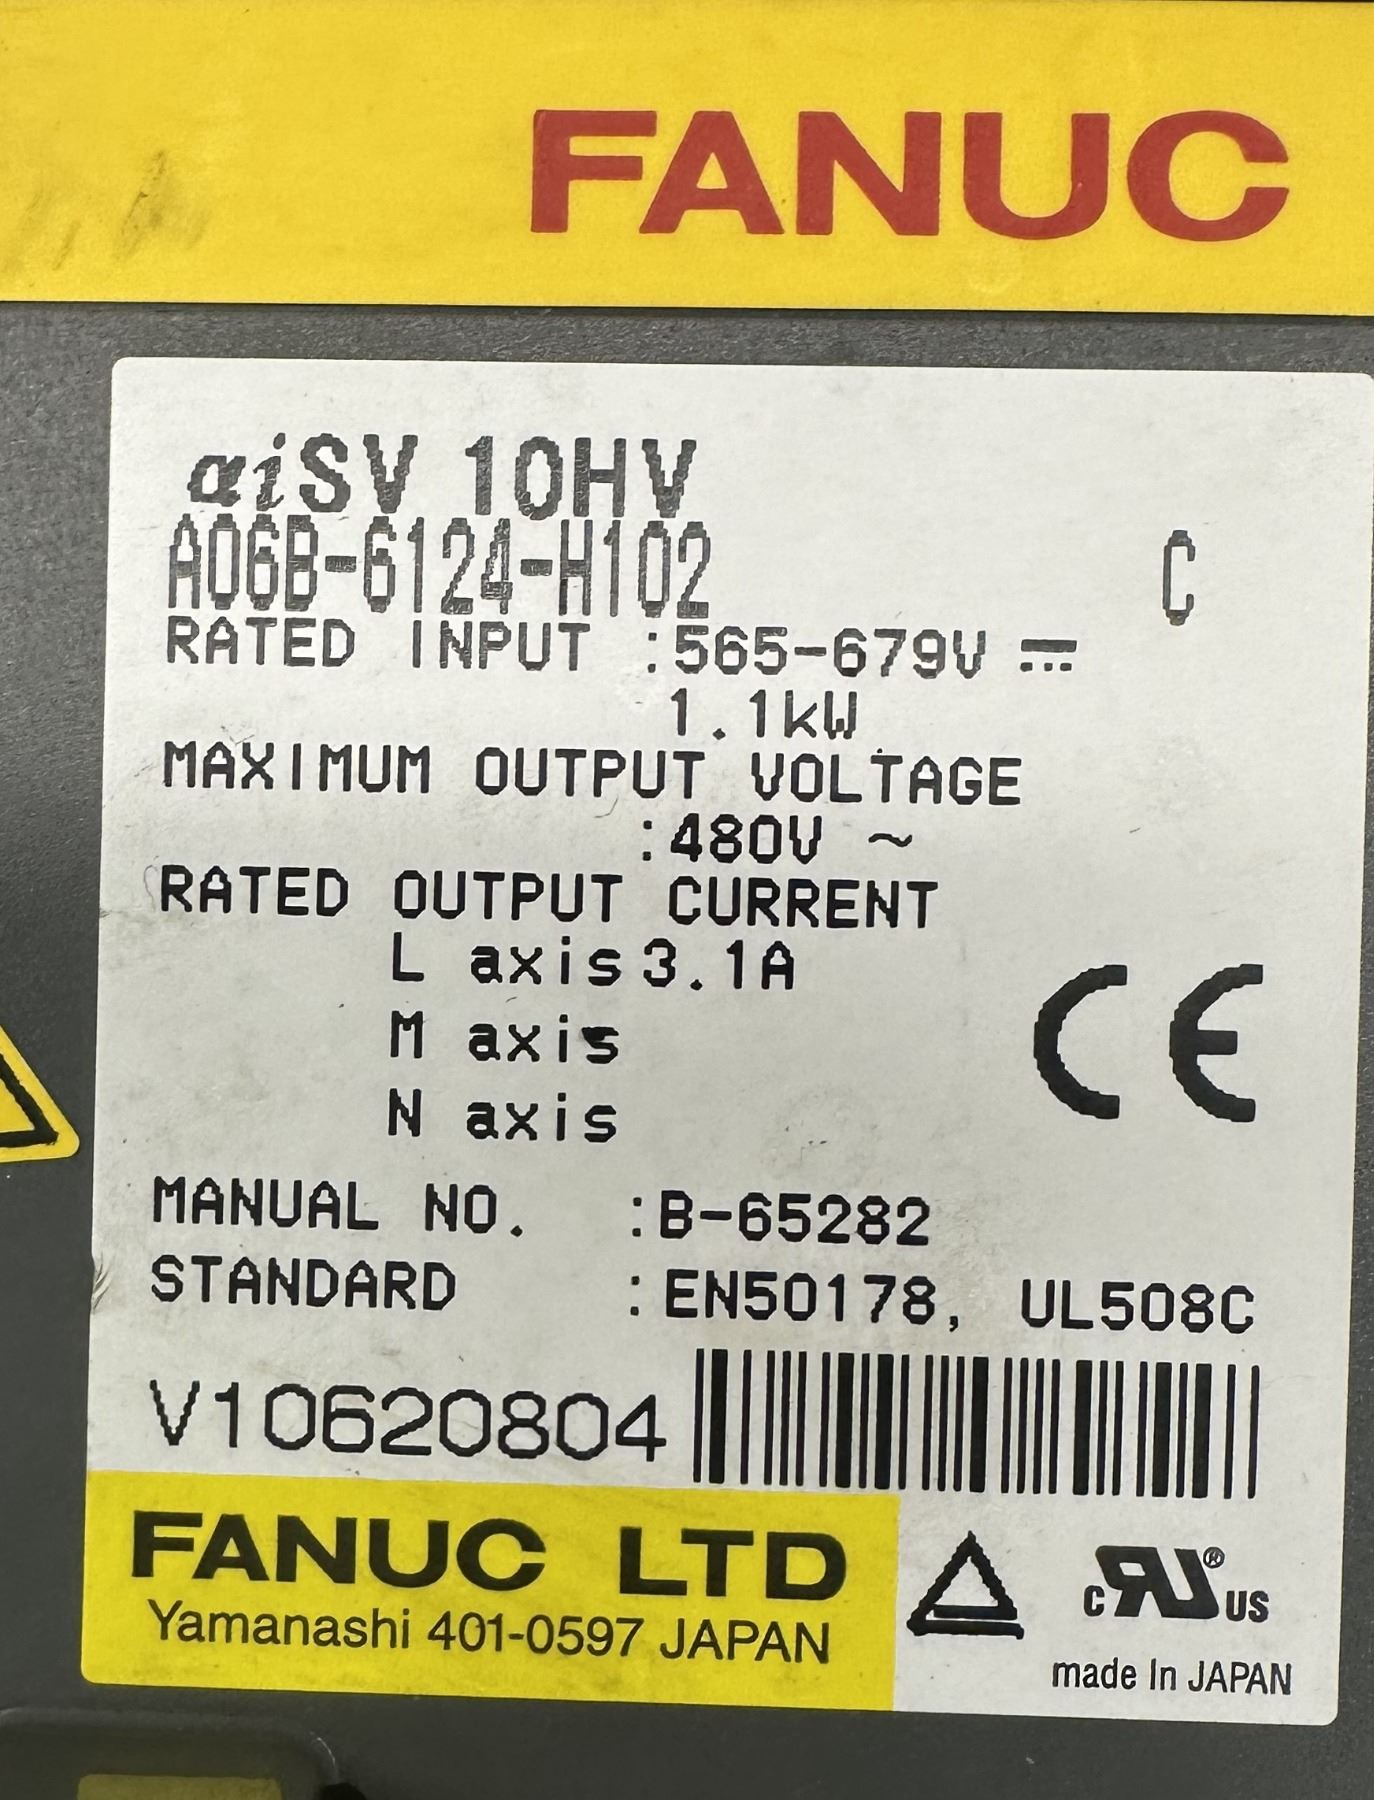 FANUC
αiSV 10HV
A06B-6124-H102 C
RATED INPUT :565-679V ⎓
1.1kW
MAXIMUM OUTPUT VOLTAGE
:480V ~
RATED OUTPUT CURRENT
L axis 3.1A
M axis
N axis
CE
MANUAL NO. :B-65282
STANDARD :EN50178, UL508C
V10620804
FANUC LTD
Yamanashi 401-0597 JAPAN
c RU® US
made In JAPAN